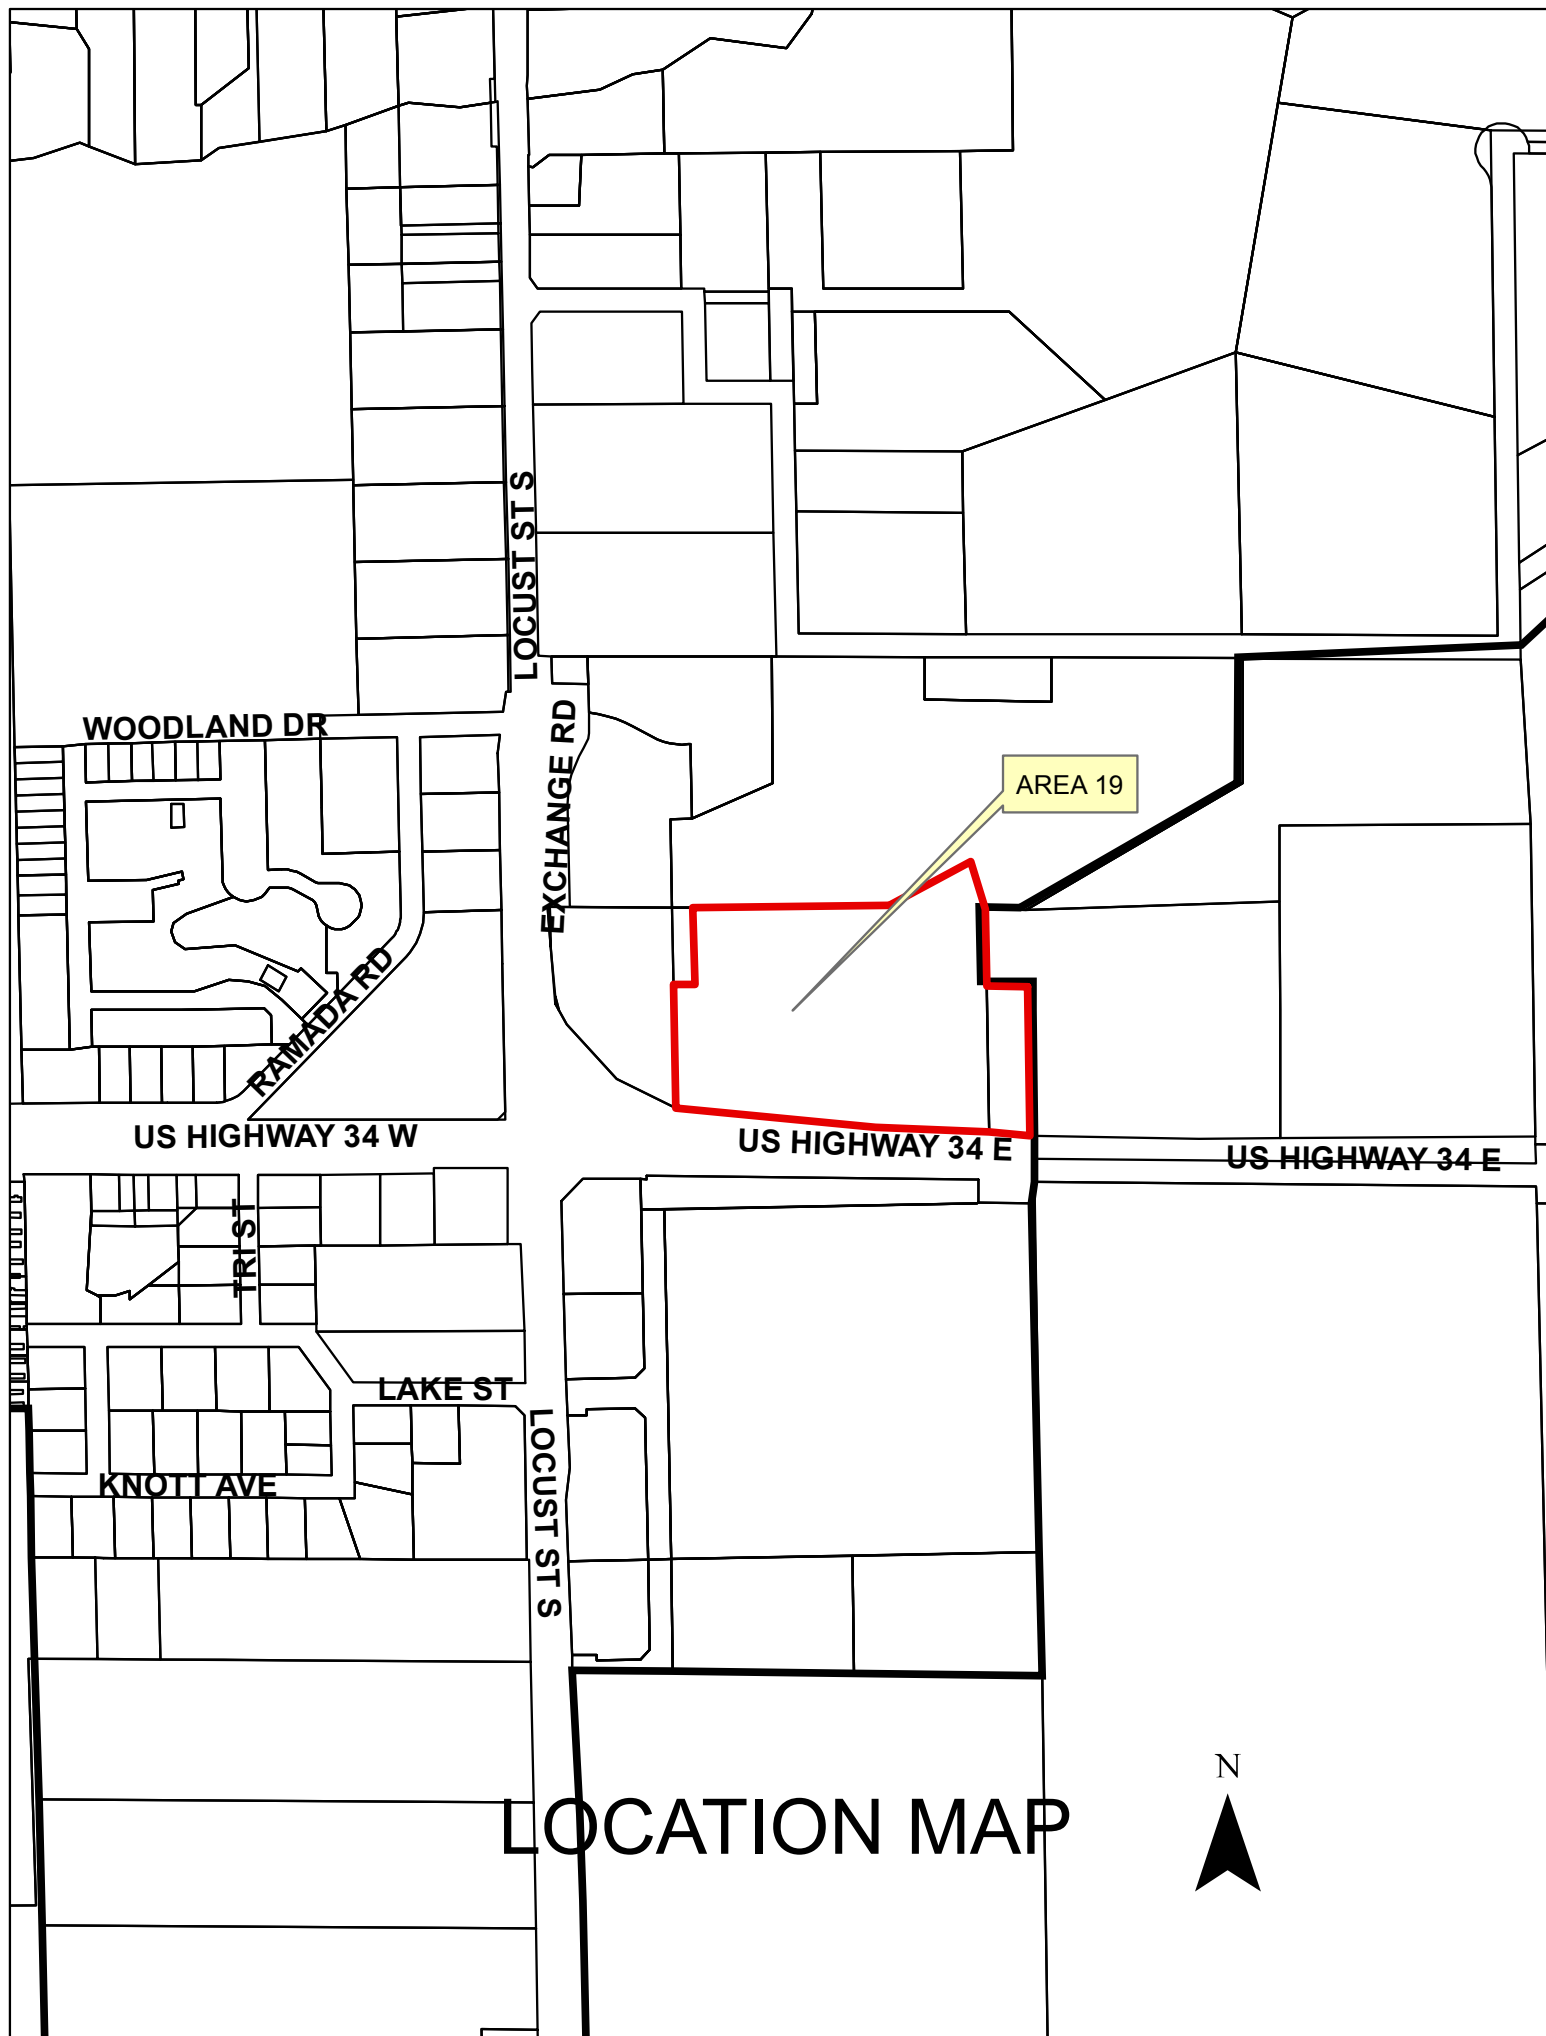 LOCUST ST S
WOODLAND DR
EXCHANGE RD
AREA 19
RAMADA RD
US HIGHWAY 34 W
US HIGHWAY 34 E
US HIGHWAY 34 E
TRI ST
LAKE ST
LOCUST ST S
KNOTT AVE
N
LOCATION MAP